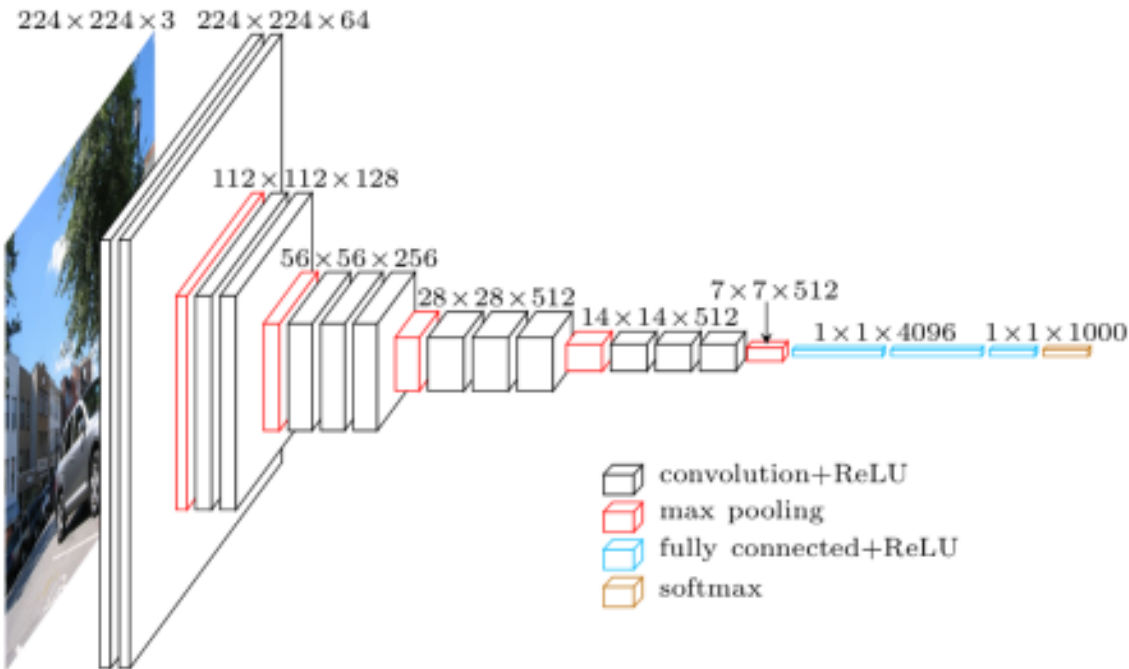 224×224×3
224×224×64
112×112×128
56×56×256
28×28×512
14×14×512
7×7×512
1×1×4096
1×1×1000
convolution+ReLU
max pooling
fully connected+ReLU
softmax